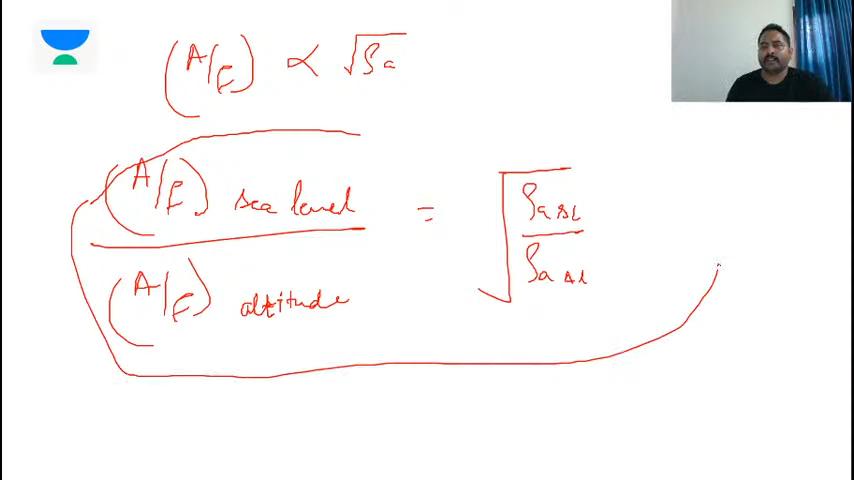 (A/F) ∝ √ρa
(A/F) sea level
(A/F) altitude
=
√(ρa SL / ρa al)